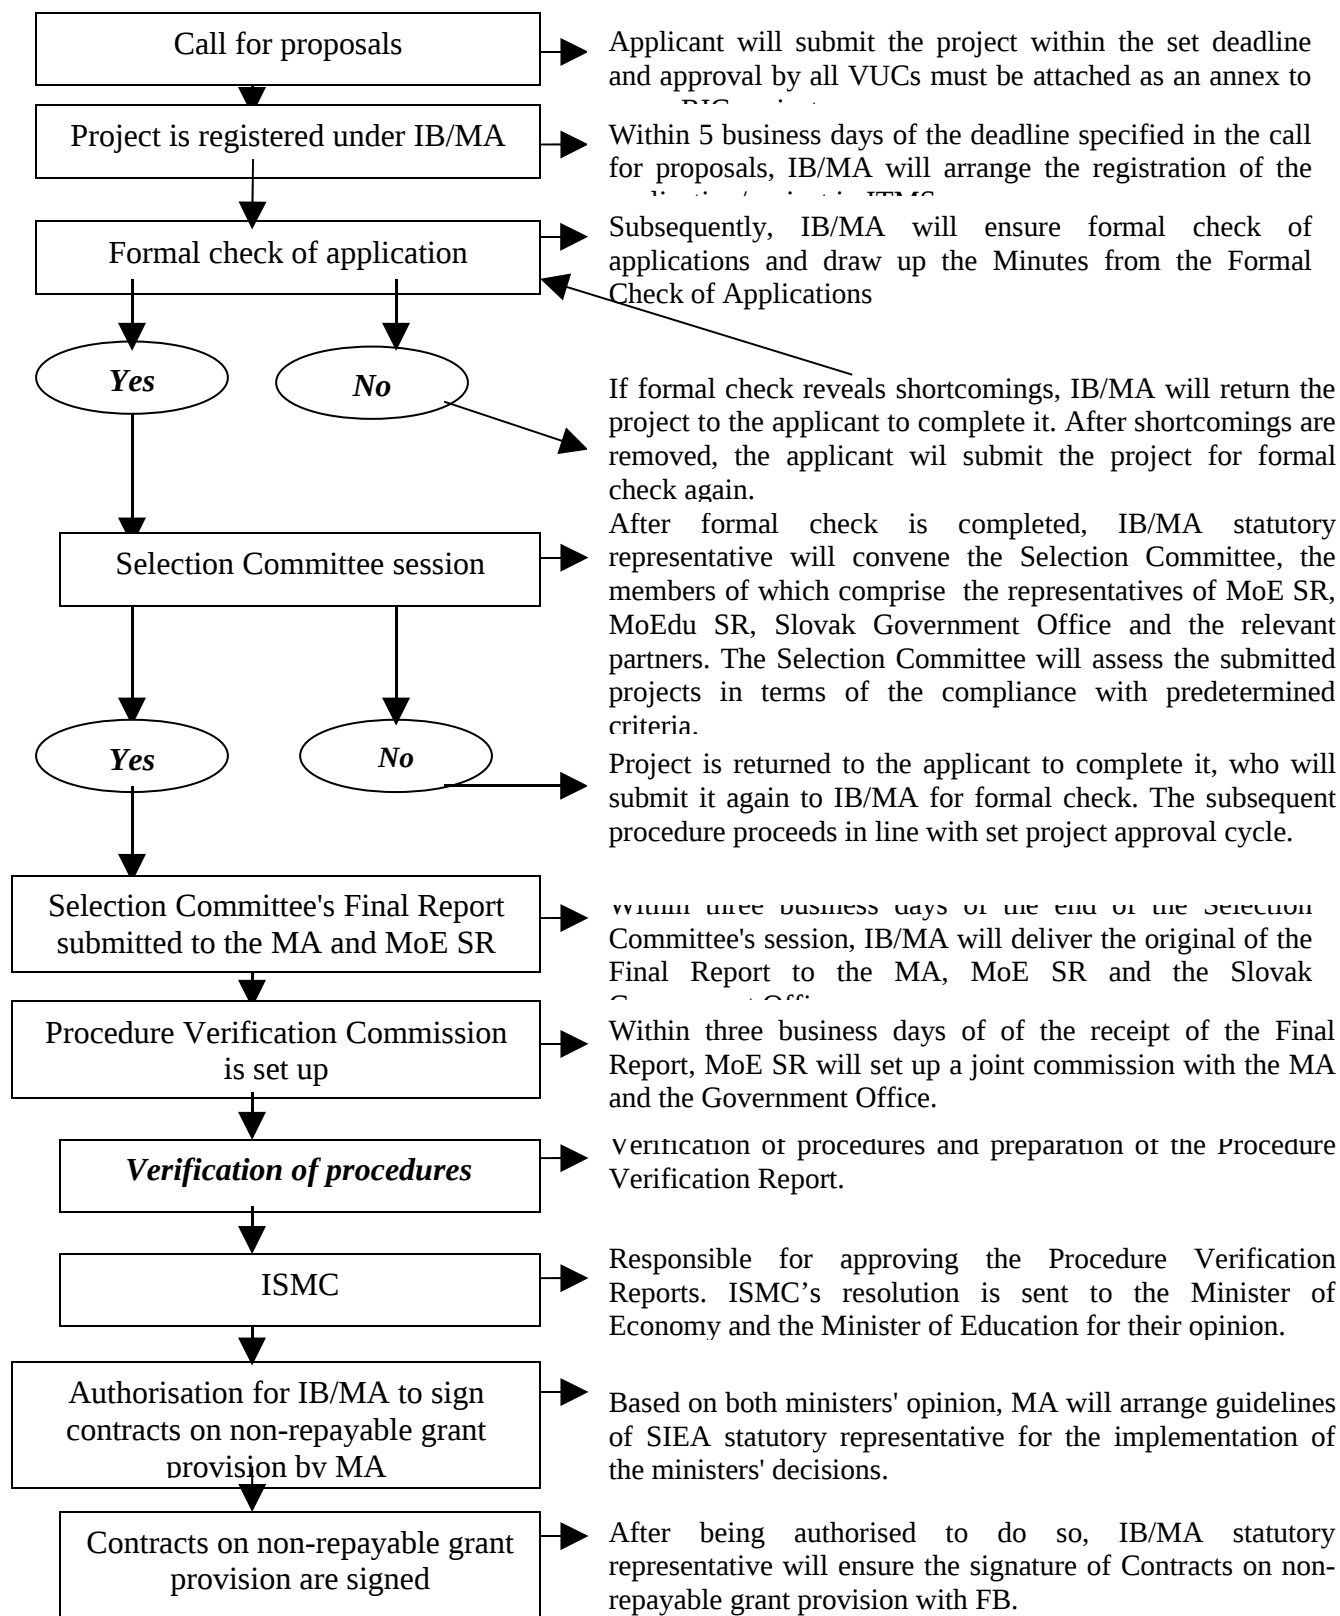 Call for proposals
Applicant will submit the project within the set deadline
and approval by all VUCs must be attached as an annex to
Project is registered under IB/MA
Within 5 business days of the deadline specified in the call
for proposals, IB/MA will arrange the registration of the
Formal check of application
Subsequently, IB/MA will ensure formal check of
applications and draw up the Minutes from the Formal
Check of Applications
Yes
No
If formal check reveals shortcomings, IB/MA will return the
project to the applicant to complete it. After shortcomings are
removed, the applicant wil submit the project for formal
check again.
Selection Committee session
After formal check is completed, IB/MA statutory
representative will convene the Selection Committee, the
members of which comprise the representatives of MoE SR,
MoEdu SR, Slovak Government Office and the relevant
partners. The Selection Committee will assess the submitted
projects in terms of the compliance with predetermined
criteria.
Yes
No
Project is returned to the applicant to complete it, who will
submit it again to IB/MA for formal check. The subsequent
procedure proceeds in line with set project approval cycle.
Selection Committee's Final Report
submitted to the MA and MoE SR
Within three business days of the end of the Selection
Committee's session, IB/MA will deliver the original of the
Final Report to the MA, MoE SR and the Slovak
Procedure Verification Commission
is set up
Within three business days of of the receipt of the Final
Report, MoE SR will set up a joint commission with the MA
and the Government Office.
Verification of procedures
Verification of procedures and preparation of the Procedure
Verification Report.
ISMC
Responsible for approving the Procedure Verification
Reports. ISMC’s resolution is sent to the Minister of
Economy and the Minister of Education for their opinion.
Authorisation for IB/MA to sign
contracts on non-repayable grant
provision by MA
Based on both ministers' opinion, MA will arrange guidelines
of SIEA statutory representative for the implementation of
the ministers' decisions.
Contracts on non-repayable grant
provision are signed
After being authorised to do so, IB/MA statutory
representative will ensure the signature of Contracts on non-
repayable grant provision with FB.